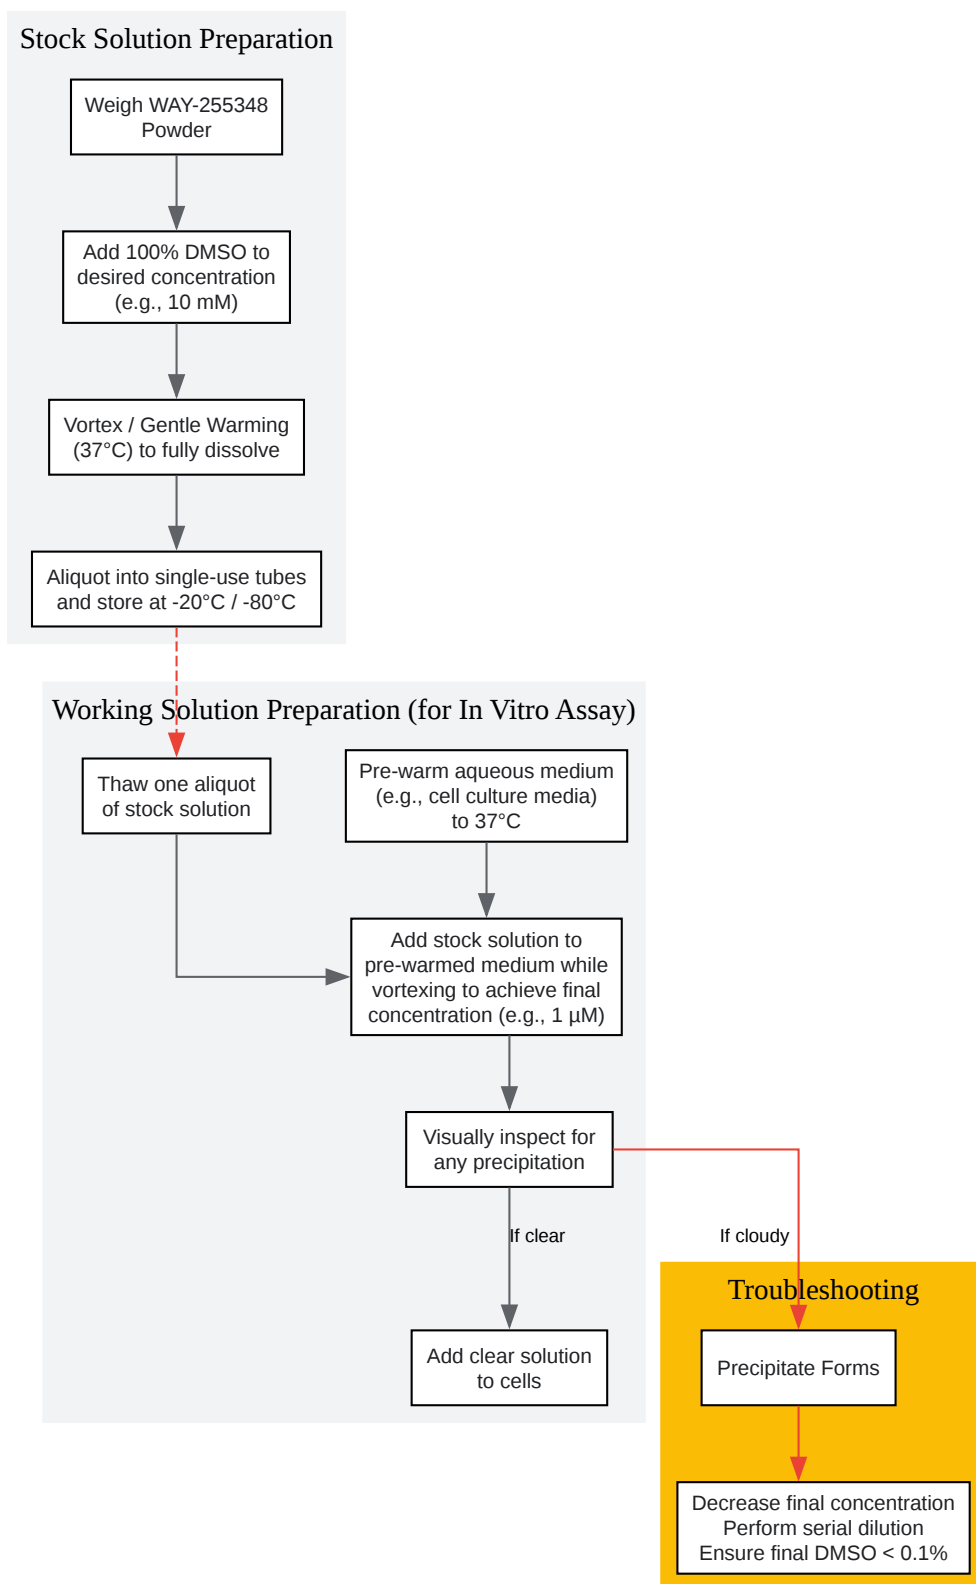 Stock Solution Preparation
Weigh WAY-255348
Powder
Add 100% DMSO to
desired concentration
(e.g., 10 mM)
Vortex / Gentle Warming
(37°C) to fully dissolve
Aliquot into single-use tubes
and store at -20°C / -80°C
Working Solution Preparation (for In Vitro Assay)
Thaw one aliquot
of stock solution
Pre-warm aqueous medium
(e.g., cell culture media)
to 37°C
Add stock solution to
pre-warmed medium while
vortexing to achieve final
concentration (e.g., 1 µM)
Visually inspect for
any precipitation
If clear
If cloudy
Add clear solution
to cells
Troubleshooting
Precipitate Forms
Decrease final concentration
Perform serial dilution
Ensure final DMSO < 0.1%